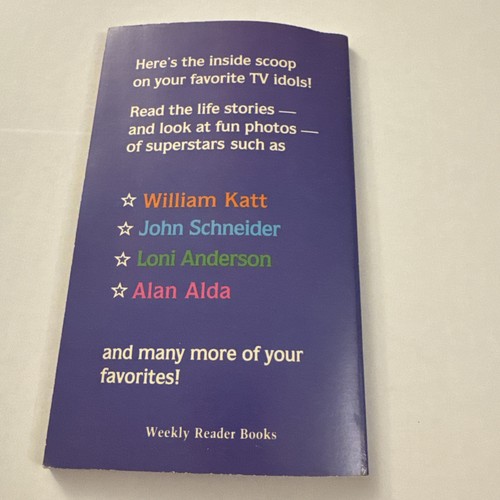 Here's the inside scoop
on your favorite TV idols!
Read the life stories —
and look at fun photos —
of superstars such as
☆ William Katt
☆ John Schneider
☆ Loni Anderson
☆ Alan Alda
and many more of your
favorites!
Weekly Reader Books